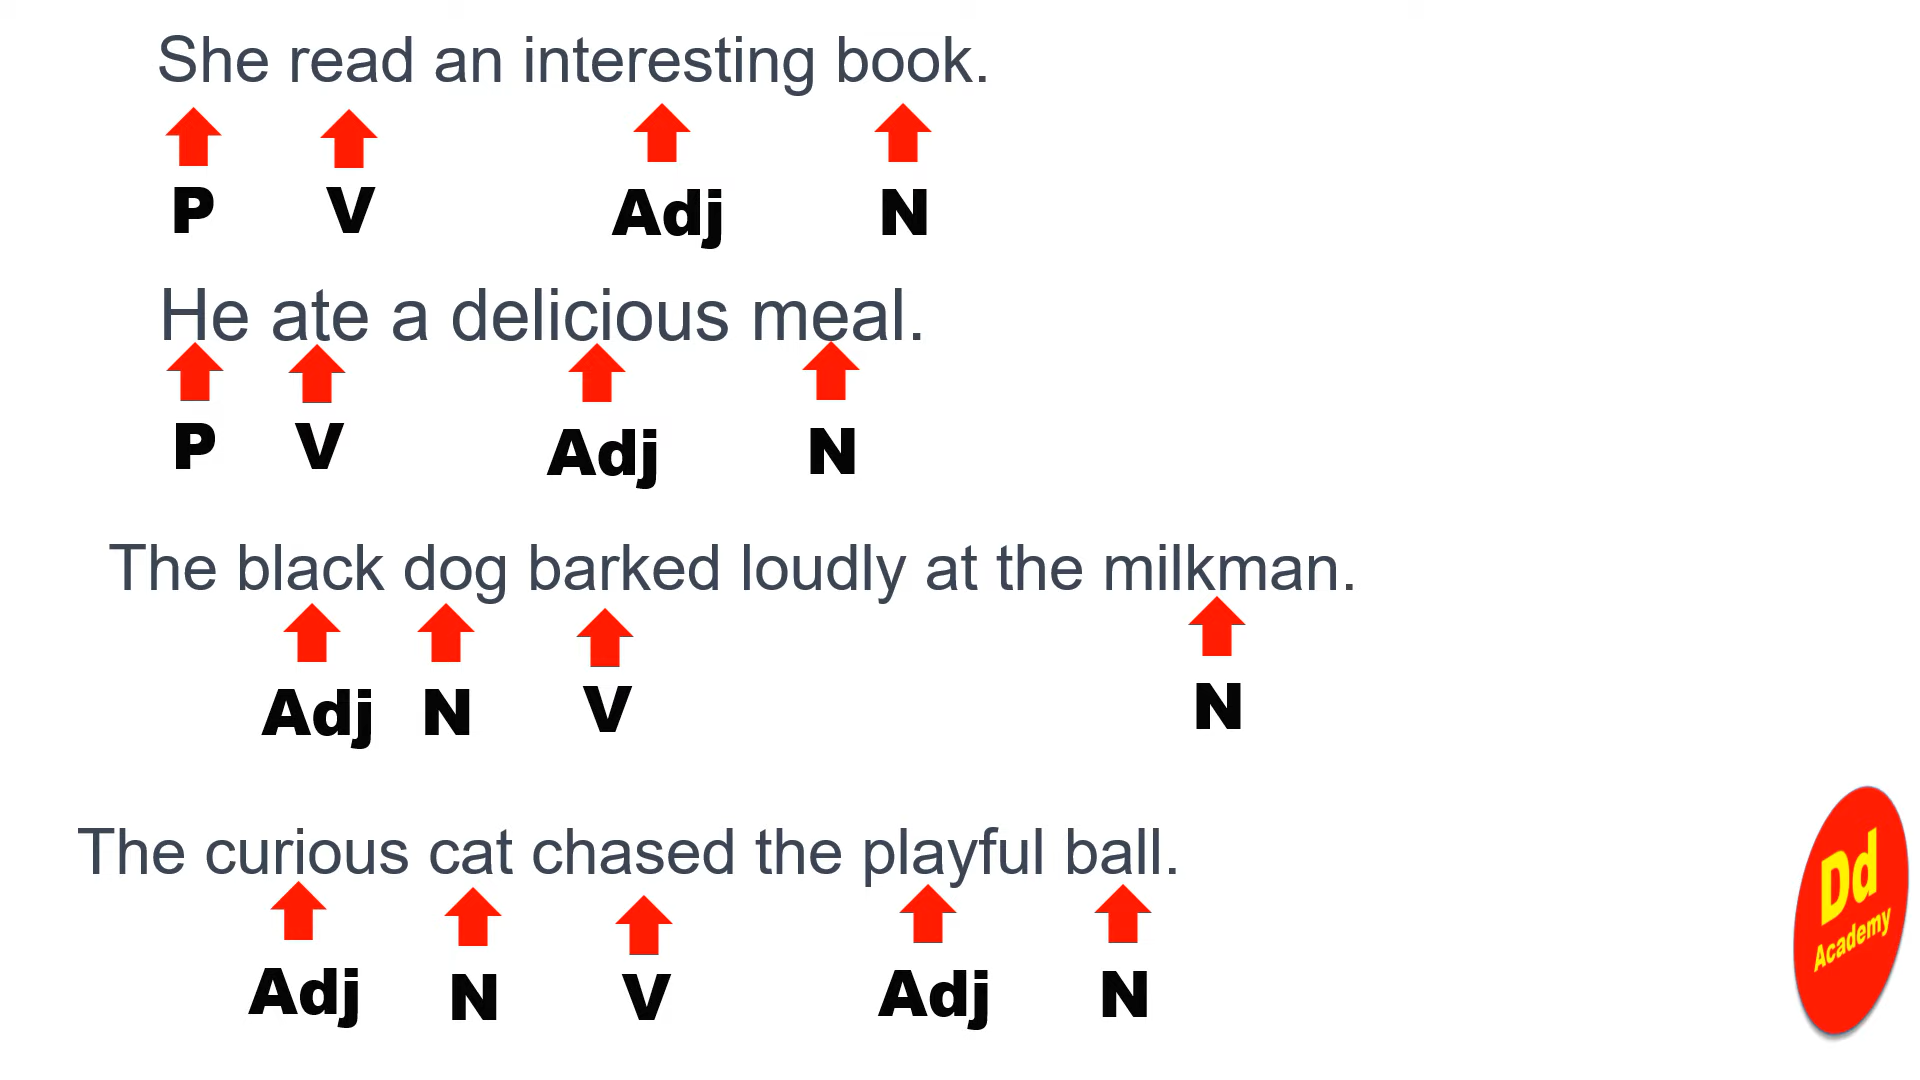 She read an interesting book.
P V Adj N
He ate a delicious meal.
P V Adj N
The black dog barked loudly at the milkman.
Adj N V N
The curious cat chased the playful ball.
Adj N V Adj N
Dd
Academy